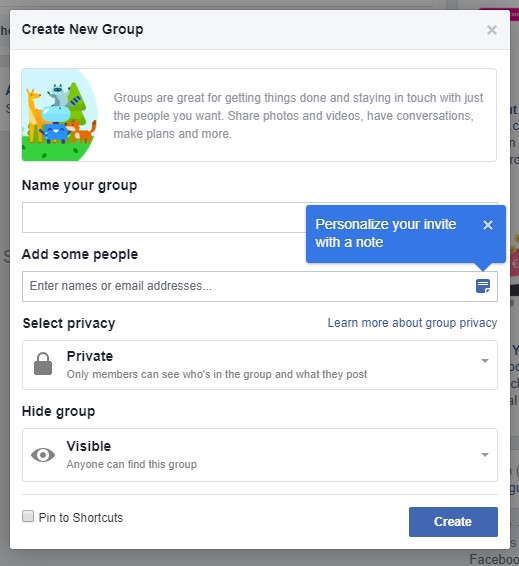 Create New Group
Groups are great for getting things done and staying in touch with just
the people you want. Share photos and videos, have conversations,
make plans and more.
Name your group
Personalize your invite
with a note
Add some people
Enter names or email addresses...
Select privacy
Learn more about group privacy
Private
Only members can see who's in the group and what they post
Hide group
Visible
Anyone can find this group
Pin to Shortcuts
Create
Faceboo